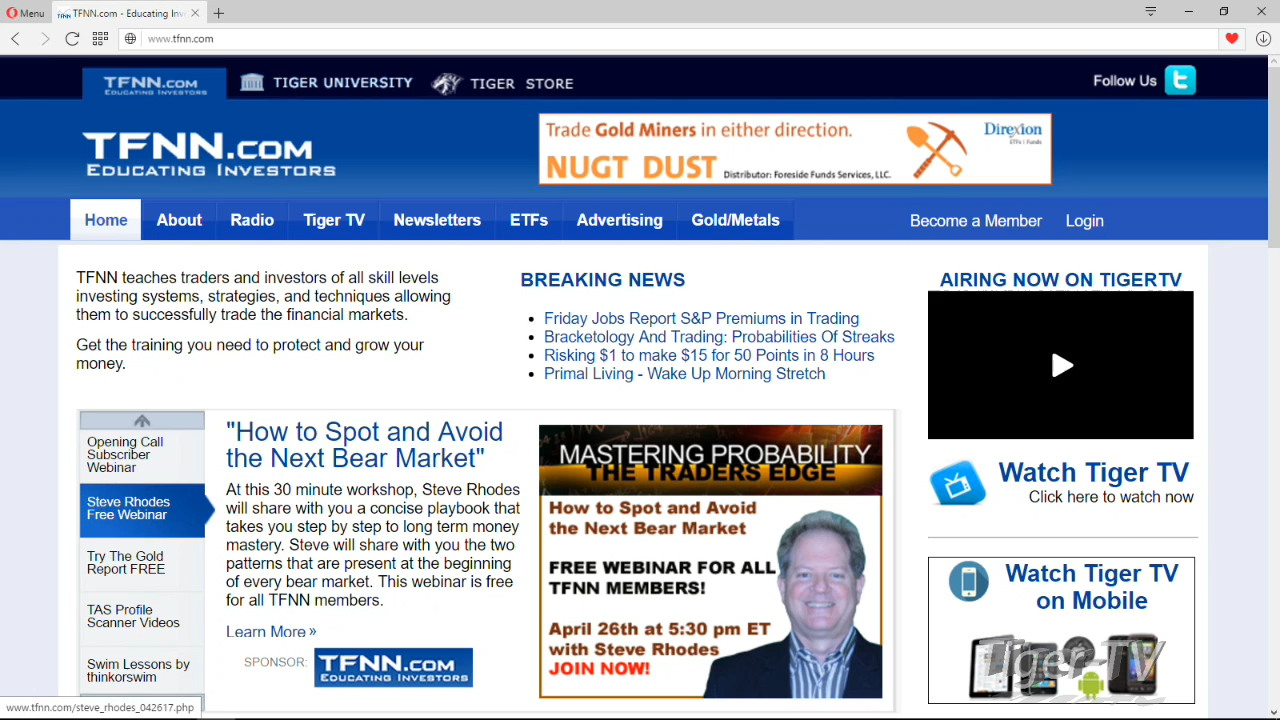 Menu
TFNN.com - Educating Inv
www.tfnn.com
TFNN.COM
EDUCATING INVESTORS
TIGER UNIVERSITY
TIGER STORE
Follow Us
TFNN.COM
EDUCATING INVESTORS
Trade Gold Miners in either direction.
NUGT DUST
Distributor: Foreside Funds Services, LLC.
Direxion
ETFs | Funds
Home
About
Radio
Tiger TV
Newsletters
ETFs
Advertising
Gold/Metals
Become a Member
Login
TFNN teaches traders and investors of all skill levels
investing systems, strategies, and techniques allowing
them to successfully trade the financial markets.
Get the training you need to protect and grow your
money.
BREAKING NEWS
Friday Jobs Report S&P Premiums in Trading
Bracketology And Trading: Probabilities Of Streaks
Risking $1 to make $15 for 50 Points in 8 Hours
Primal Living - Wake Up Morning Stretch
AIRING NOW ON TIGERTV
Watch Tiger TV
Click here to watch now
Watch Tiger TV
on Mobile
Tiger TV
Opening Call
Subscriber
Webinar
Steve Rhodes
Free Webinar
Try The Gold
Report FREE
TAS Profile
Scanner Videos
Swim Lessons by
thinkorswim
"How to Spot and Avoid
the Next Bear Market"
At this 30 minute workshop, Steve Rhodes
will share with you a concise playbook that
takes you step by step to long term money
mastery. Steve will share with you the two
patterns that are present at the beginning
of every bear market. This webinar is free
for all TFNN members.
Learn More »
SPONSOR:
TFNN.COM
EDUCATING INVESTORS
MASTERING PROBABILITY
THE TRADERS EDGE
How to Spot and Avoid
the Next Bear Market
FREE WEBINAR FOR ALL
TFNN MEMBERS!
April 26th at 5:30 pm ET
with Steve Rhodes
JOIN NOW!
www.tfnn.com/steve_rhodes_042617.php